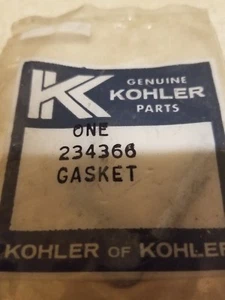 GENUINE
KOHLER
PARTS
ONE
234366
GASKET
KOHLER OF KOHLER